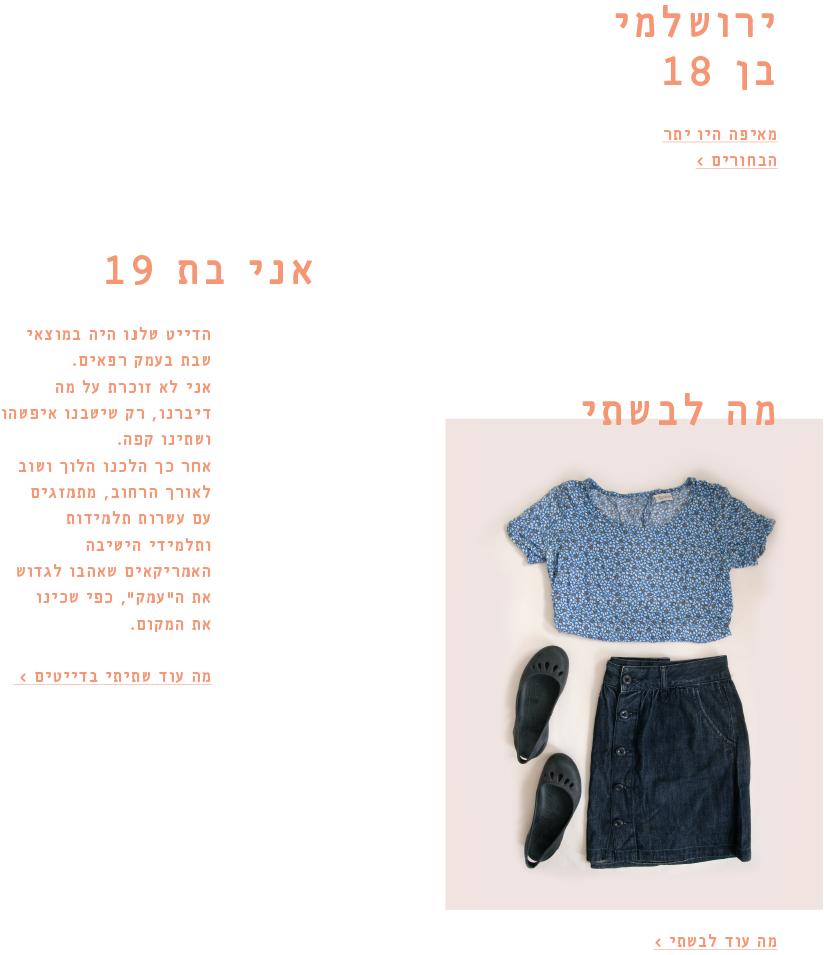 ירושלמי
בן 18
מאיפה היו יתר
הבחורים >
אני בת 19
הדייט שלנו היה במוצאי
שבת בעמק רפאים.
אני לא זוכרת על מה
דיברנו, רק שישבנו איפשהו
ושתינו קפה.
אחר כך הלכנו הלוך ושוב
לאורך הרחוב, מתמזגים
עם עשרות תלמידות
ותלמידי הישיבה
האמריקאים שאהבו לגדוש
את ה"עמק", כפי שכינו
את המקום.
מה עוד שתיתי בדייטים >
מה לבשתי
מה עוד לבשתי >